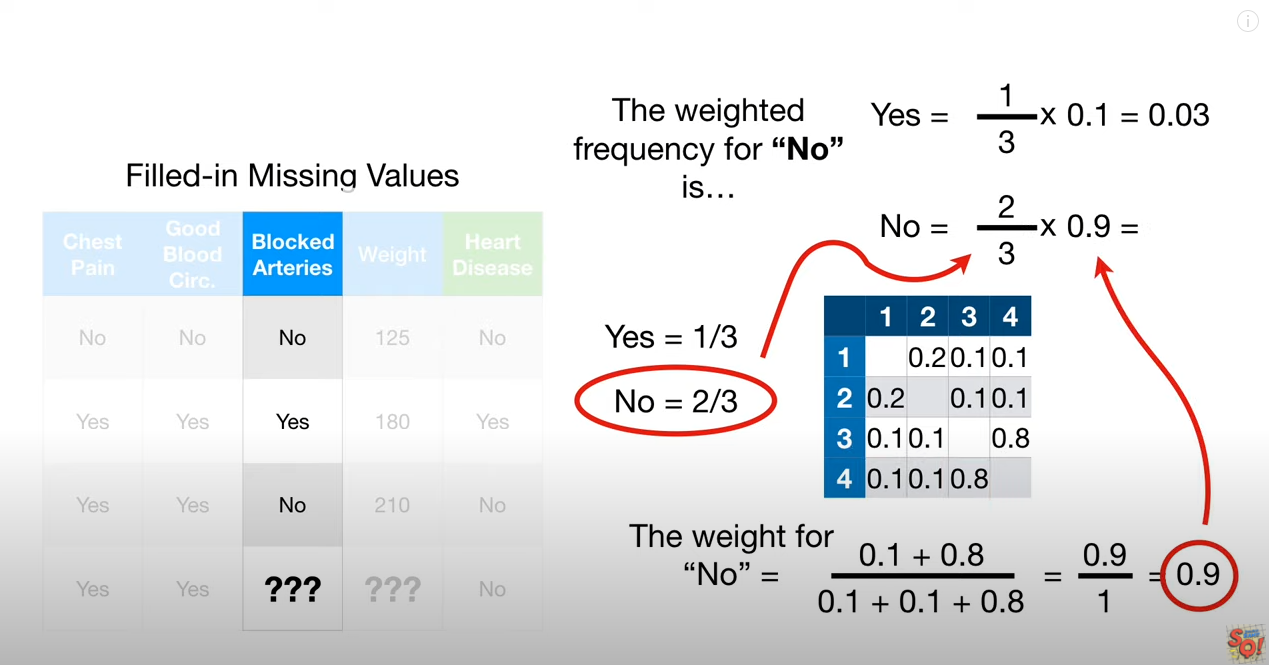 Filled-in Missing Values
Chest Pain Good Blood Circ. Blocked Arteries Weight Heart Disease
No No No 125 No
Yes Yes Yes 180 Yes
Yes Yes No 210 No
Yes Yes ??? ??? No
The weighted
frequency for “No”
is…
Yes = 1/3 x 0.1 = 0.03
No = 2/3 x 0.9 =
Yes = 1/3
No = 2/3
1 2 3 4
1 0.2 0.1 0.1
2 0.2 0.1 0.1
3 0.1 0.1 0.8
4 0.1 0.1 0.8
The weight for
“No” = 0.1 + 0.8 / 0.1 + 0.1 + 0.8 = 0.9 / 1 = 0.9
SQ!